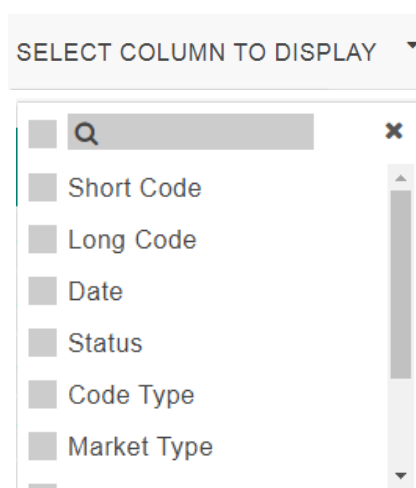 SELECT COLUMN TO DISPLAY
Short Code
Long Code
Date
Status
Code Type
Market Type